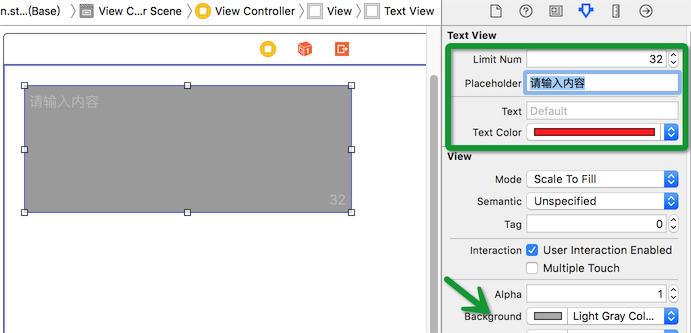 n.st...(Base) View C...r Scene View Controller View Text View
请输入内容
32
Text View
Limit Num 32
Placeholder 请输入内容
Text Default
Text Color
View
Mode Scale To Fill
Semantic Unspecified
Tag 0
Interaction User Interaction Enabled
Multiple Touch
Alpha 1
Background Light Gray Col...